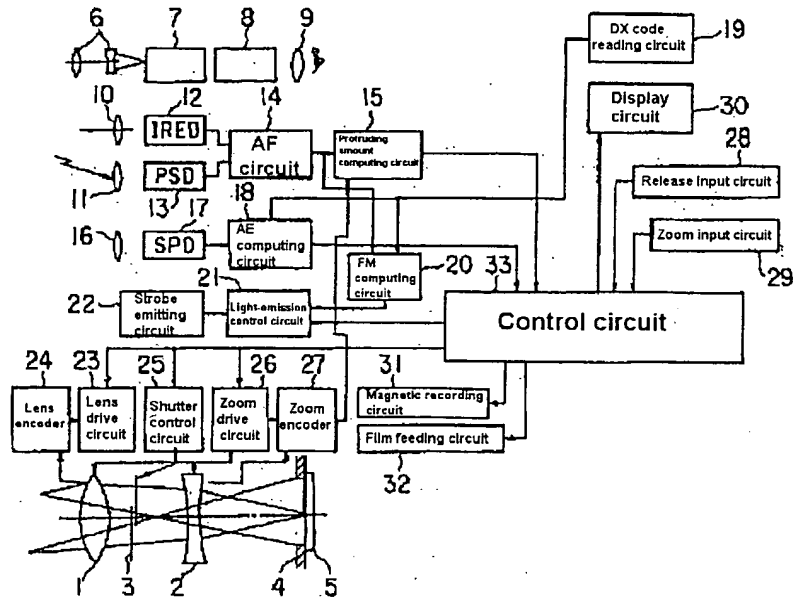 6
7
8
9
DX code
reading circuit
19
10
12
14
15
Display
circuit
30
IRED
AF
circuit
Protruding
amount computing circuit
28
11
PSD
13
17
18
Release Input circuit
16
SPD
AE
computing
circuit
Zoom input circuit
29
FM
computing
circuit
20
33
21
22
Strobe
emitting
circuit
Light-emission
control circuit
Control circuit
24
23
25
26
27
31
Lens
encoder
Lens
drive
circuit
Shutter
control
circuit
Zoom
drive
circuit
Zoom
encoder
Magnetic recording
circuit
Film feeding circuit
32
1
3
2
4
5